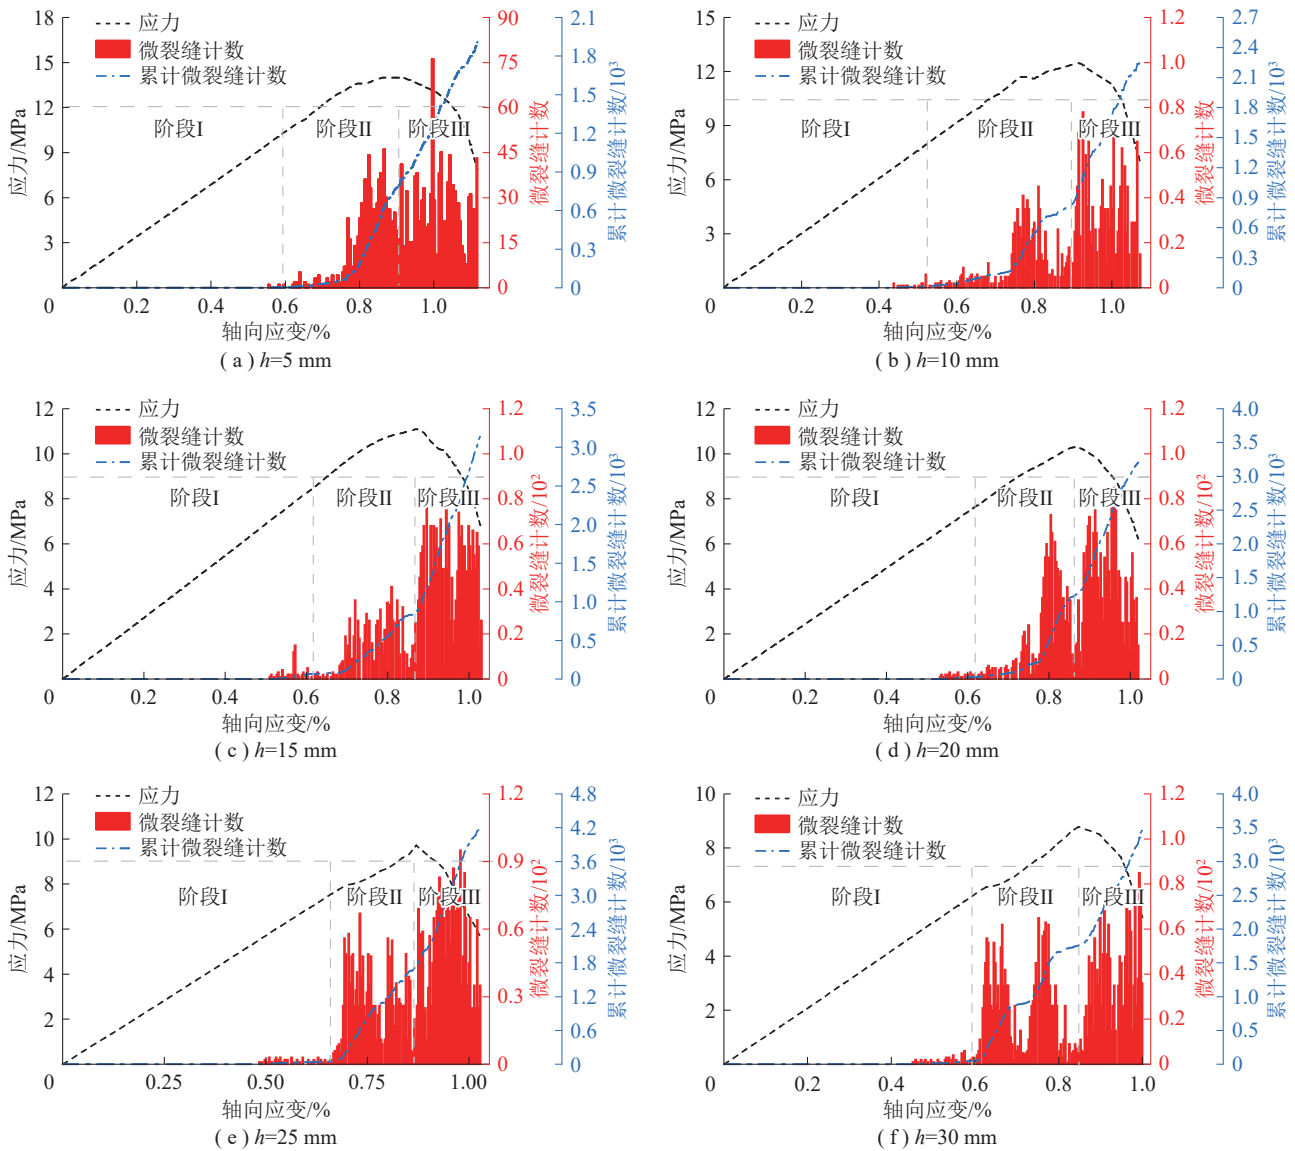 应力
微裂缝计数
累计微裂缝计数
18
15
12
9
6
3
0
应力/MPa
阶段I
阶段II
阶段III
90
75
60
45
30
15
0
微裂缝计数
2.1
1.8
1.5
1.2
0.9
0.6
0.3
0
累计微裂缝计数/10³
0.2
0.4
0.6
0.8
1.0
轴向应变/%
( a ) h=5 mm
应力
微裂缝计数
累计微裂缝计数
15
12
9
6
3
0
应力/MPa
阶段I
阶段II
阶段III
1.2
1.0
0.8
0.6
0.4
0.2
0
微裂缝计数/10²
2.7
2.4
2.1
1.8
1.5
1.2
0.9
0.6
0.3
0
累计微裂缝计数/10³
0.2
0.4
0.6
0.8
1.0
轴向应变/%
( b ) h=10 mm
应力
微裂缝计数
累计微裂缝计数
12
10
8
6
4
2
0
应力/MPa
阶段I
阶段II
阶段III
1.2
1.0
0.8
0.6
0.4
0.2
0
微裂缝计数/10²
3.5
3.0
2.5
2.0
1.5
1.0
0.5
0
累计微裂缝计数/10³
0.2
0.4
0.6
0.8
1.0
轴向应变/%
( c ) h=15 mm
应力
微裂缝计数
累计微裂缝计数
12
10
8
6
4
2
0
应力/MPa
阶段I
阶段II
阶段III
1.2
1.0
0.8
0.6
0.4
0.2
0
微裂缝计数/10²
4.0
3.5
3.0
2.5
2.0
1.5
1.0
0.5
0
累计微裂缝计数/10³
0.2
0.4
0.6
0.8
1.0
轴向应变/%
( d ) h=20 mm
应力
微裂缝计数
累计微裂缝计数
12
10
8
6
4
2
0
应力/MPa
阶段I
阶段II
阶段III
1.2
0.9
0.6
0.3
0
微裂缝计数/10²
4.8
4.2
3.6
3.0
2.4
1.8
1.2
0.6
0
累计微裂缝计数/10³
0.25
0.50
0.75
1.00
轴向应变/%
( e ) h=25 mm
应力
微裂缝计数
累计微裂缝计数
10
8
6
4
2
0
应力/MPa
阶段I
阶段II
阶段III
1.2
1.0
0.8
0.6
0.4
0.2
0
微裂缝计数/10²
4.0
3.5
3.0
2.5
2.0
1.5
1.0
0.5
0
累计微裂缝计数/10³
0.2
0.4
0.6
0.8
1.0
轴向应变/%
( f ) h=30 mm